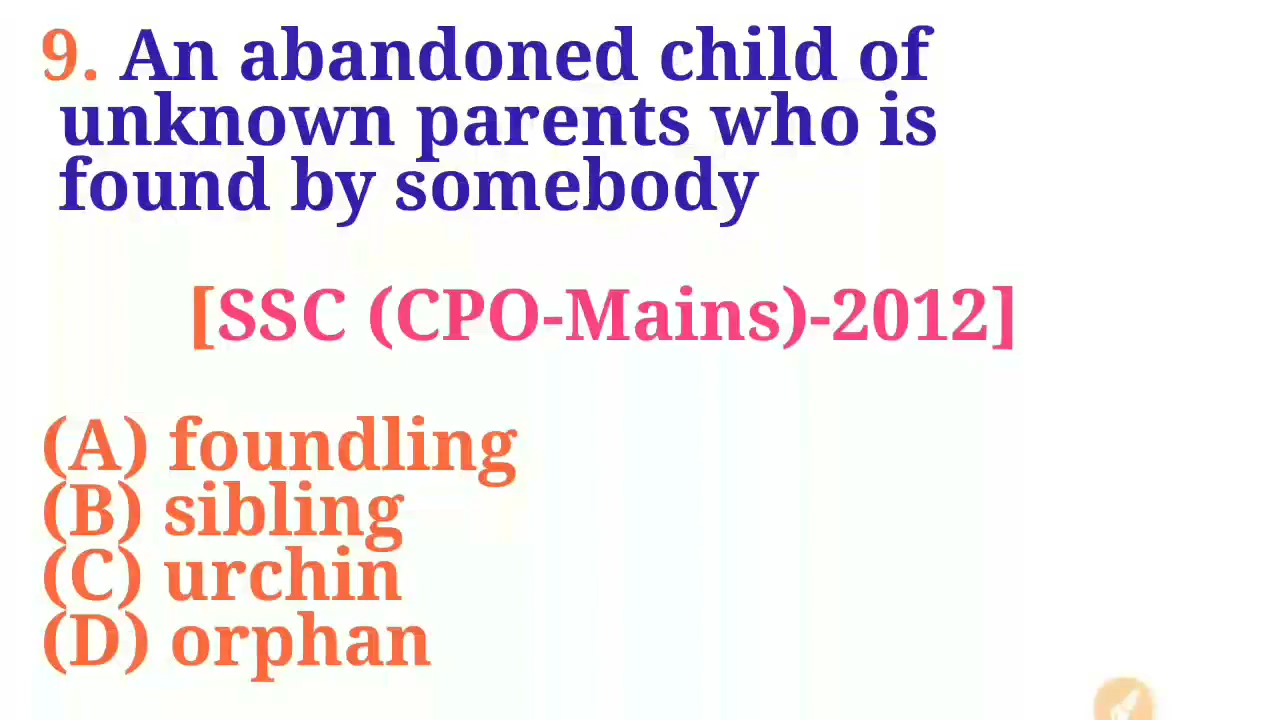 9. An abandoned child of
unknown parents who is
found by somebody
[SSC (CPO-Mains)-2012]
(A) foundling
(B) sibling
(C) urchin
(D) orphan